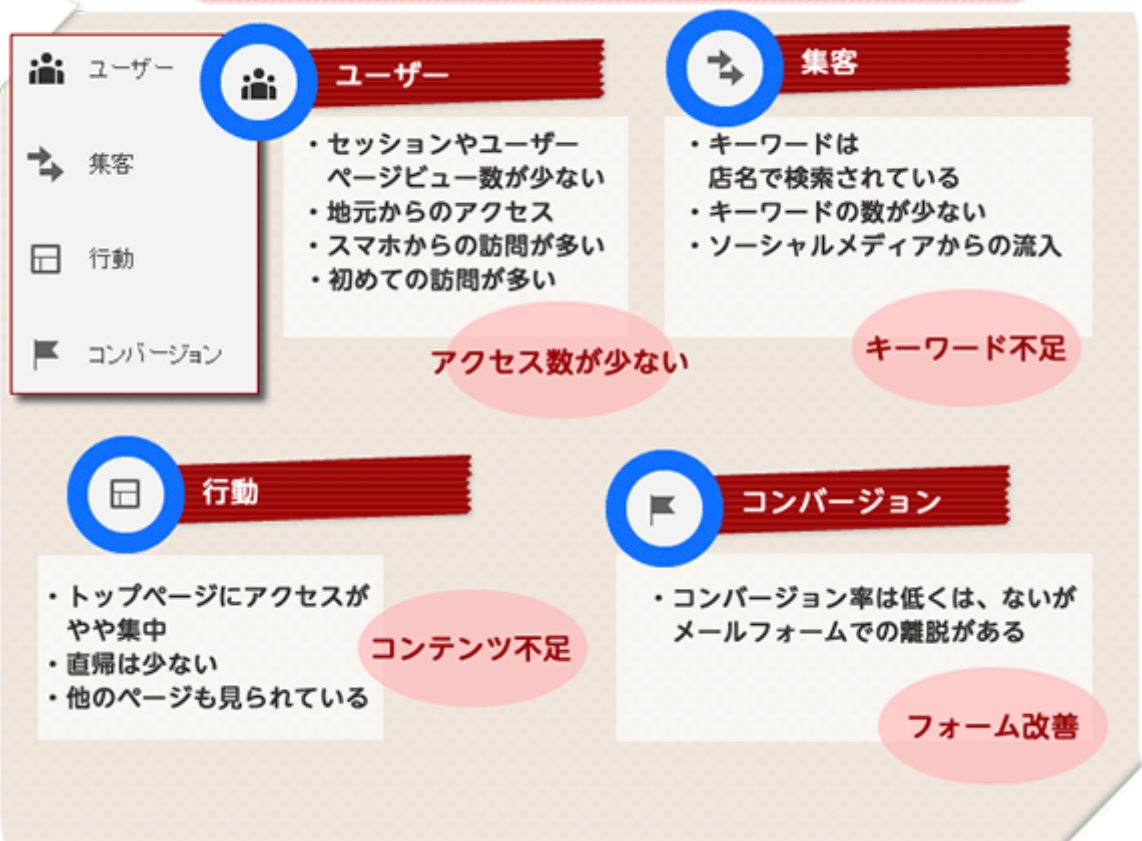 ユーザー
集客
行動
コンバージョン
ユーザー
・セッションやユーザー
ページビュー数が少ない
・地元からのアクセス
・スマホからの訪問が多い
・初めての訪問が多い
アクセス数が少ない
集客
・キーワードは
店名で検索されている
・キーワードの数が少ない
・ソーシャルメディアからの流入
キーワード不足
行動
・トップページにアクセスが
やや集中
・直帰は少ない
・他のページも見られている
コンテンツ不足
コンバージョン
・コンバージョン率は低くは、ないが
メールフォームでの離脱がある
フォーム改善